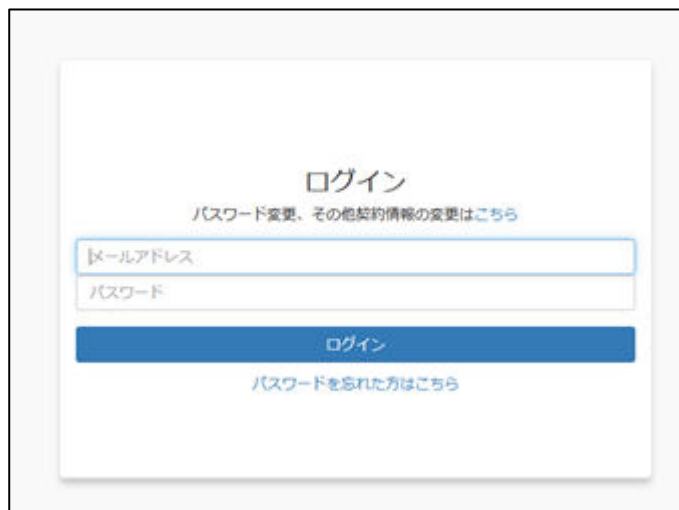 ログイン
パスワード変更、その他契約情報の変更はこちら
メールアドレス
パスワード
ログイン
パスワードを忘れた方はこちら